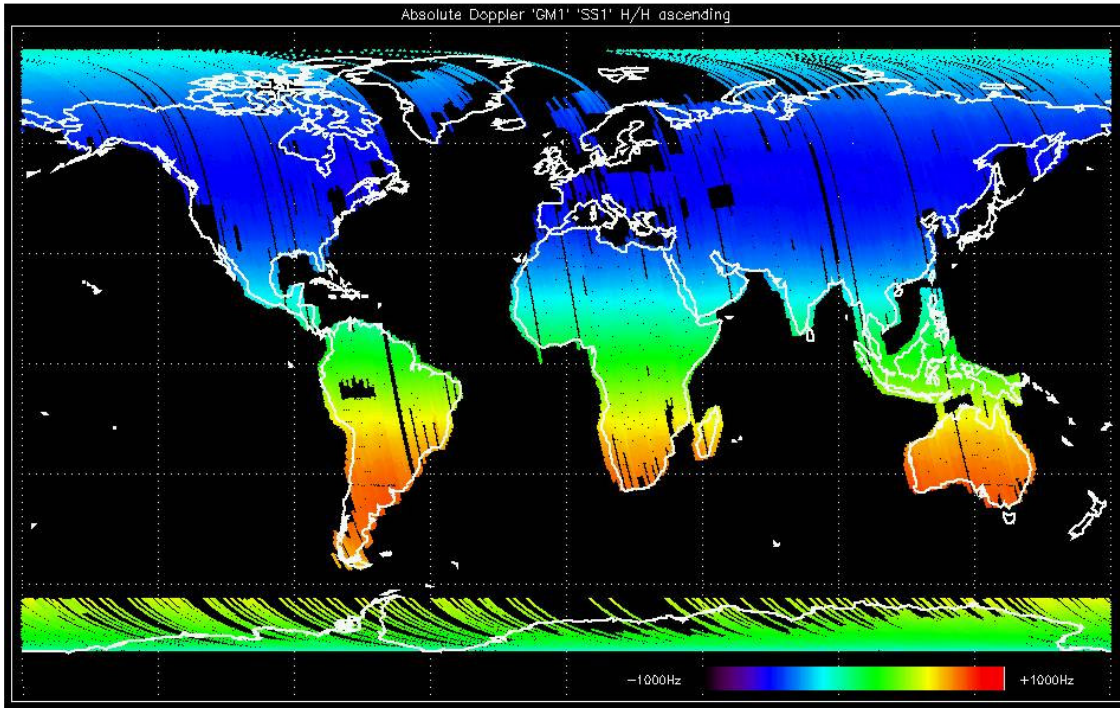 Absolute Doppler 'GM1' 'SS1' H/H ascending
−1000Hz +1000Hz